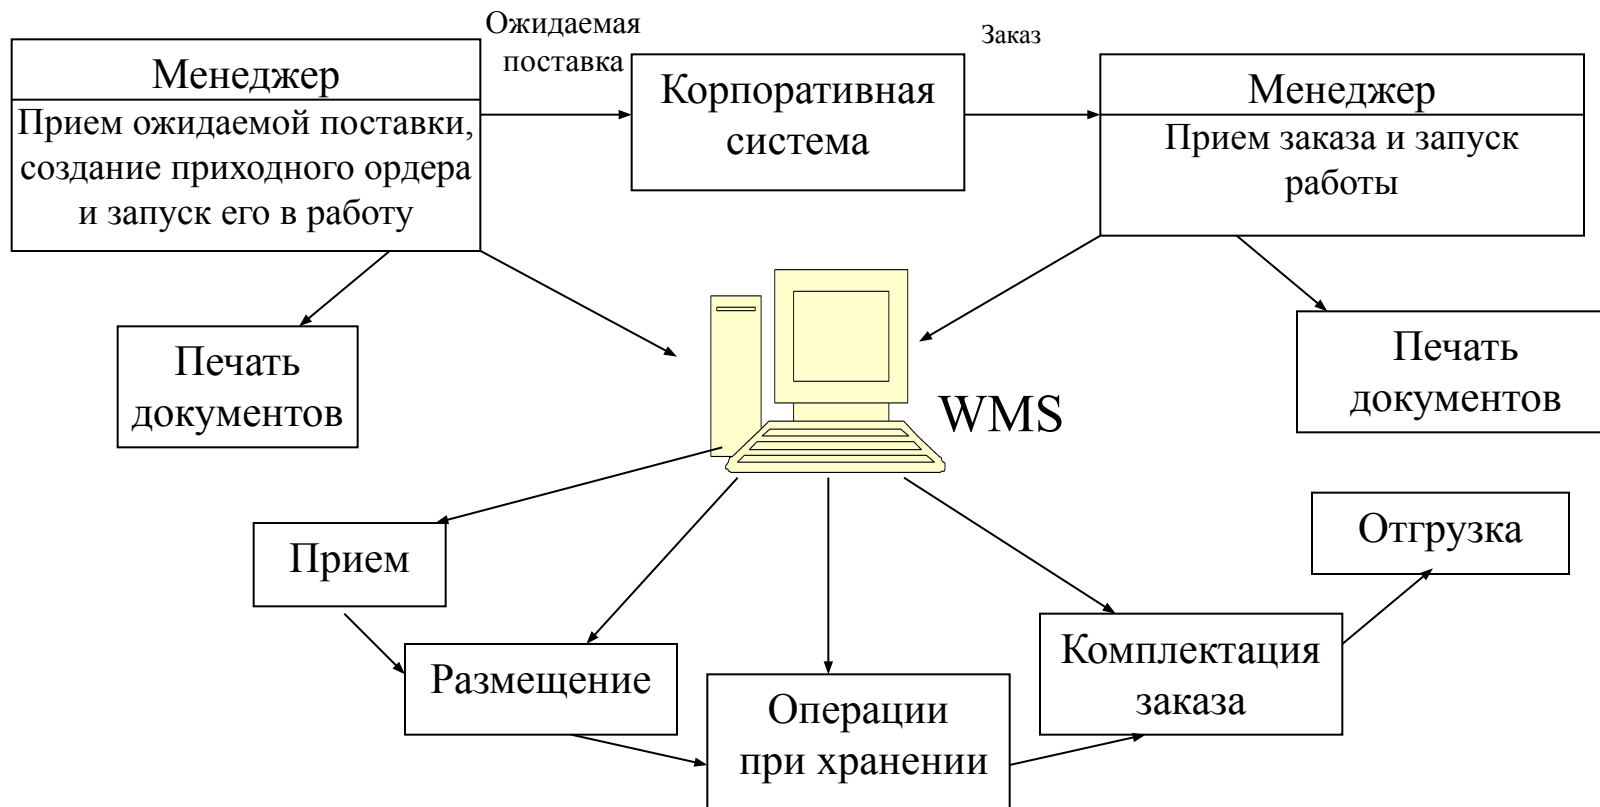 Ожидаемая
поставка
Заказ
Менеджер
Прием ожидаемой поставки,
создание приходного ордера
и запуск его в работу
Корпоративная
система
Менеджер
Прием заказа и запуск
работы
Печать
документов
WMS
Печать
документов
Прием
Размещение
Операции
при хранении
Комплектация
заказа
Отгрузка